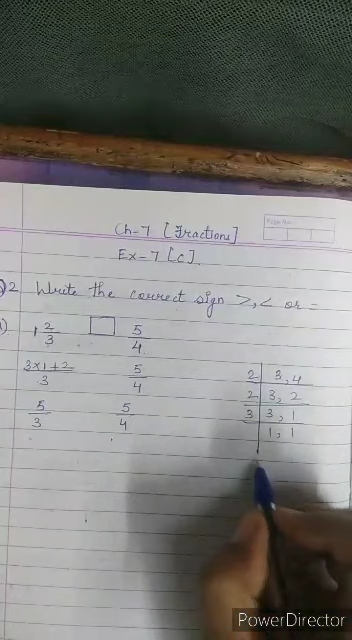 Page No.
Ch-7 [Fractions]
Ex-7 [C].
Q2 Write the correct sign >, < or =
1 2/3 □ 5/4
3×1+2/3 5/4
5/3 5/4
2 | 3, 4
2 | 3, 2
3 | 3, 1
1, 1
PowerDirector